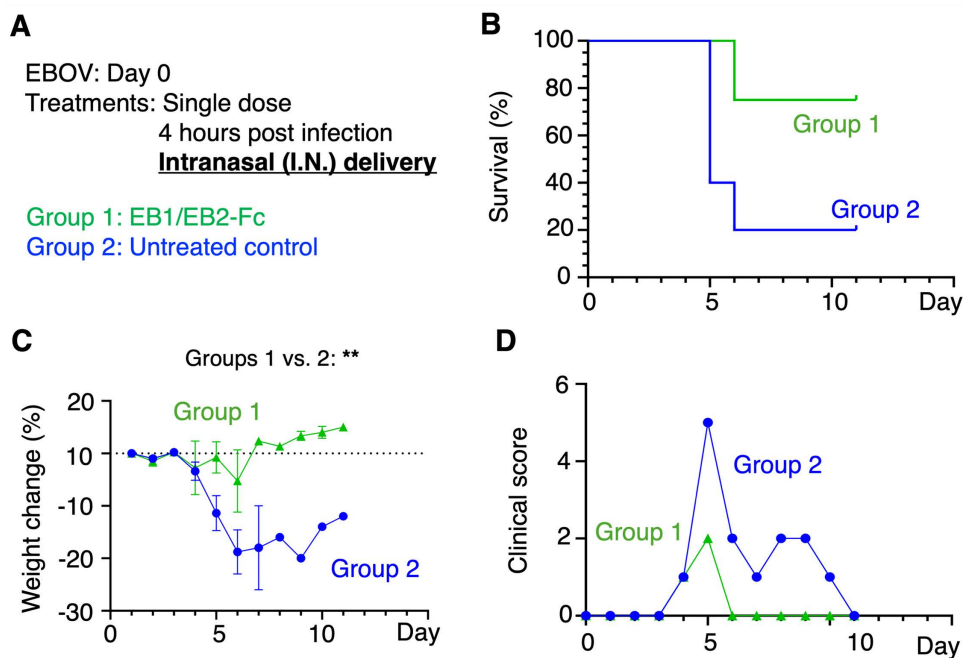 A
EBOV: Day 0
Treatments: Single dose
4 hours post infection
Intranasal (I.N.) delivery
Group 1: EB1/EB2-Fc
Group 2: Untreated control
B
Survival (%)
100
80
60
40
20
0
Group 1
Group 2
0 5 10 Day
C
Groups 1 vs. 2: **
Weight change (%)
20
10
-10
-20
-30
Group 1
Group 2
0 5 10 Day
D
Clinical score
6
4
2
0
Group 2
Group 1
0 5 10 Day